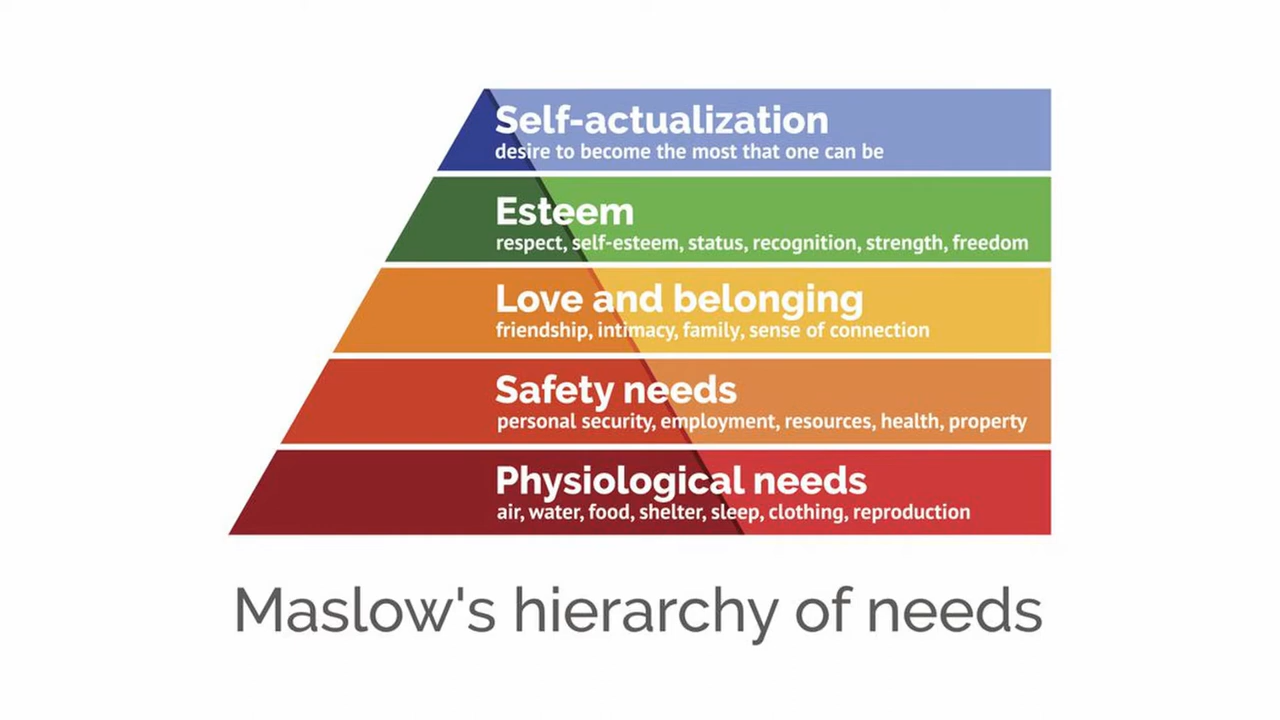 Self-actualization
desire to become the most that one can be
Esteem
respect, self-esteem, status, recognition, strength, freedom
Love and belonging
friendship, intimacy, family, sense of connection
Safety needs
personal security, employment, resources, health, property
Physiological needs
air, water, food, shelter, sleep, clothing, reproduction
Maslow's hierarchy of needs